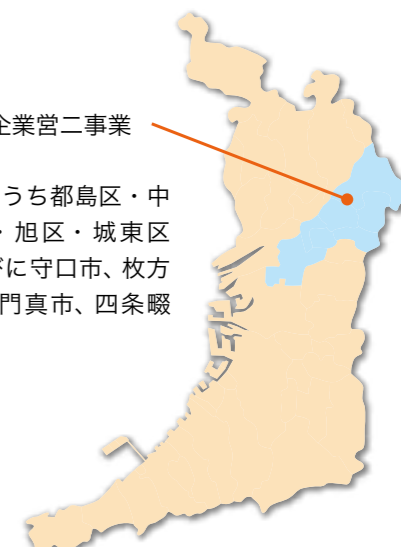 企業営二事業
うち都島区・中
・旭区・城東区
びに守口市、枚方
門真市、四条畷